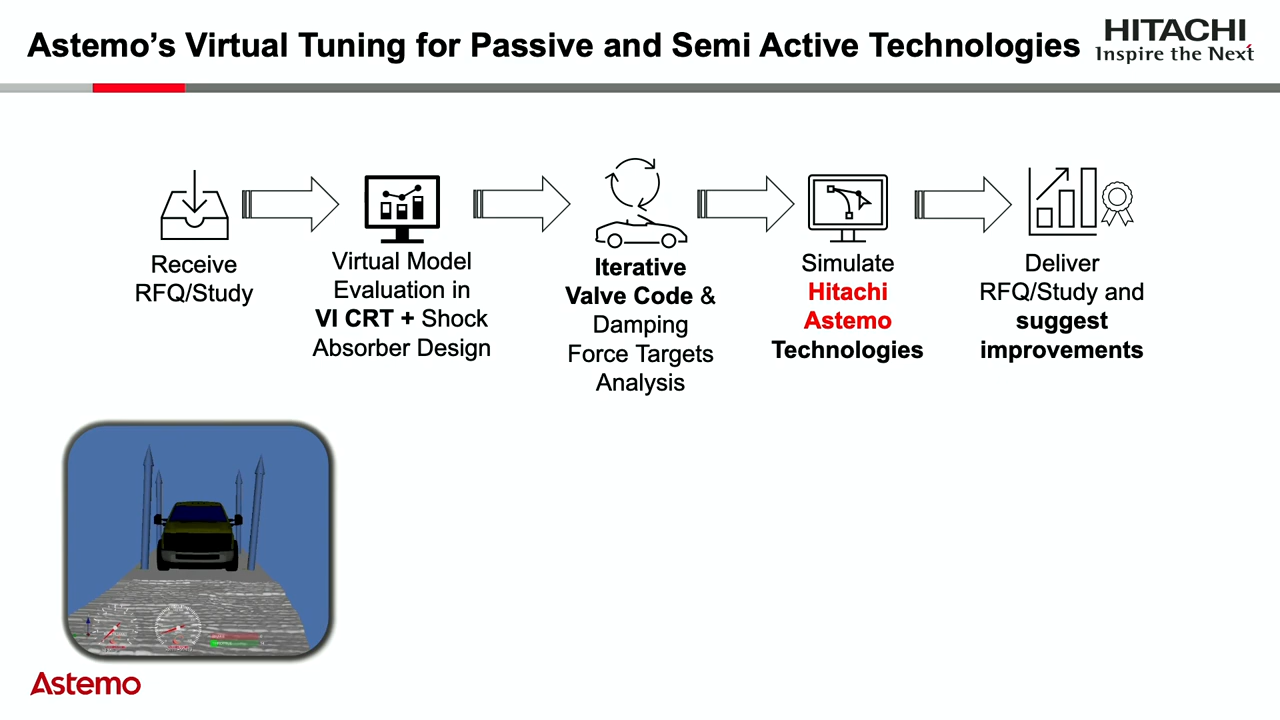 Astemo’s Virtual Tuning for Passive and Semi Active Technologies
HITACHI
Inspire the Next
Receive
RFQ/Study
Virtual Model
Evaluation in
VI CRT + Shock
Absorber Design
Iterative
Valve Code &
Damping
Force Targets
Analysis
Simulate
Hitachi
Astemo
Technologies
Deliver
RFQ/Study and
suggest
improvements
Astemo